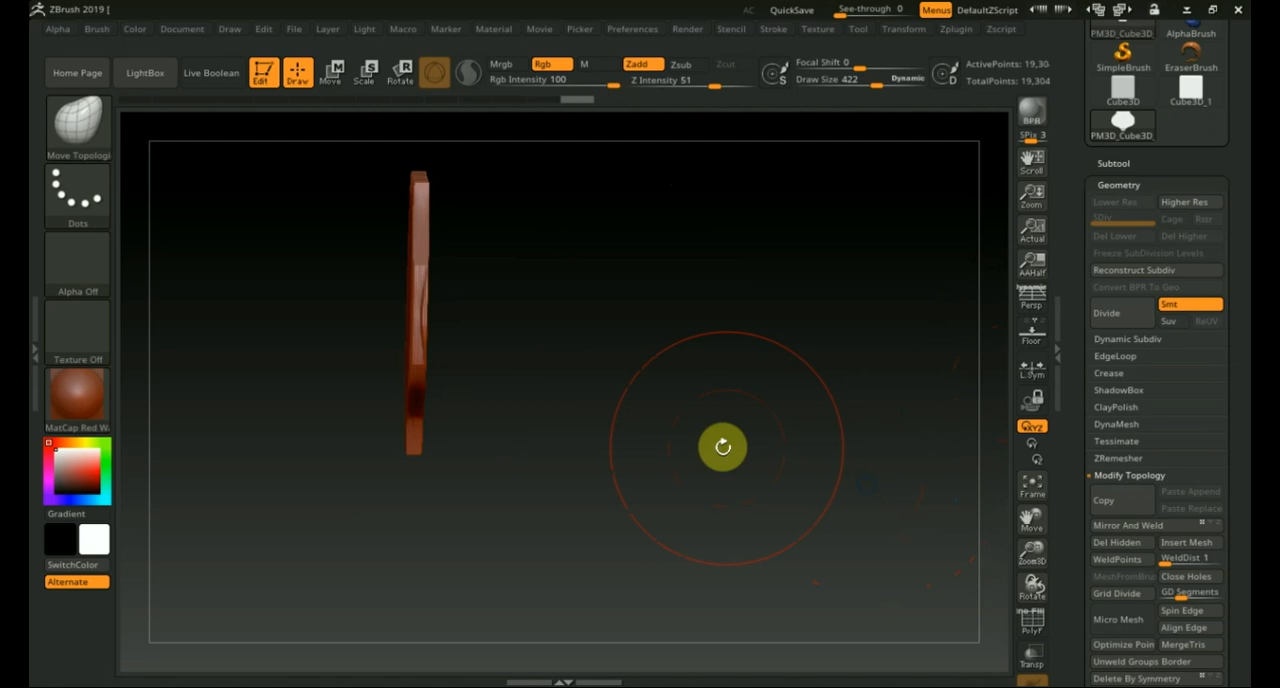 ZBrush 2019 [
AC QuickSave See-through 0 Menus DefaultZScript
Alpha Brush Color Document Draw Edit File Layer Light Macro Marker Material Movie Picker Preferences Render Stencil Stroke Texture Tool Transform Zplugin Zscript
Home Page LightBox Live Boolean Edit Draw Move Scale Rotate
Mrgb Rgb M Zadd Zsub Zcut
Rgb Intensity 100 Z Intensity 51
Focal Shift 0
Draw Size 422 Dynamic
S D
ActivePoints: 19,30
TotalPoints: 19,304
Move Topologi
Dots
Alpha Off
Texture Off
MatCap Red Wa
Gradient
SwitchColor
Alternate
BPR
SPix 3
Scroll
Zoom
Actual
AAHalf
Dynamic
Persp
Floor
L.Sym
XYZ
Frame
Move
Zoom3D
Rotate
PolyF
Transp
PM3D_Cube3D AlphaBrush
SimpleBrush EraserBrush
Cube3D Cube3D_1
PM3D_Cube3D_
Subtool
Geometry
Lower Res Higher Res
SDiv Cage Rstr
Del Lower Del Higher
Freeze SubDivision Levels
Reconstruct Subdiv
Convert BPR To Geo
Divide Smt
Suv ReUV
Dynamic Subdiv
EdgeLoop
Crease
ShadowBox
ClayPolish
DynaMesh
Tessimate
ZRemesher
Modify Topology
Copy Paste Append
Paste Replace
Mirror And Weld
Del Hidden Insert Mesh
WeldPoints WeldDist 1
MeshFromBru Close Holes
Grid Divide GD Segments
Micro Mesh Spin Edge
Align Edge
Optimize Poin MergeTris
Unweld Groups Border
Delete By Symmetry